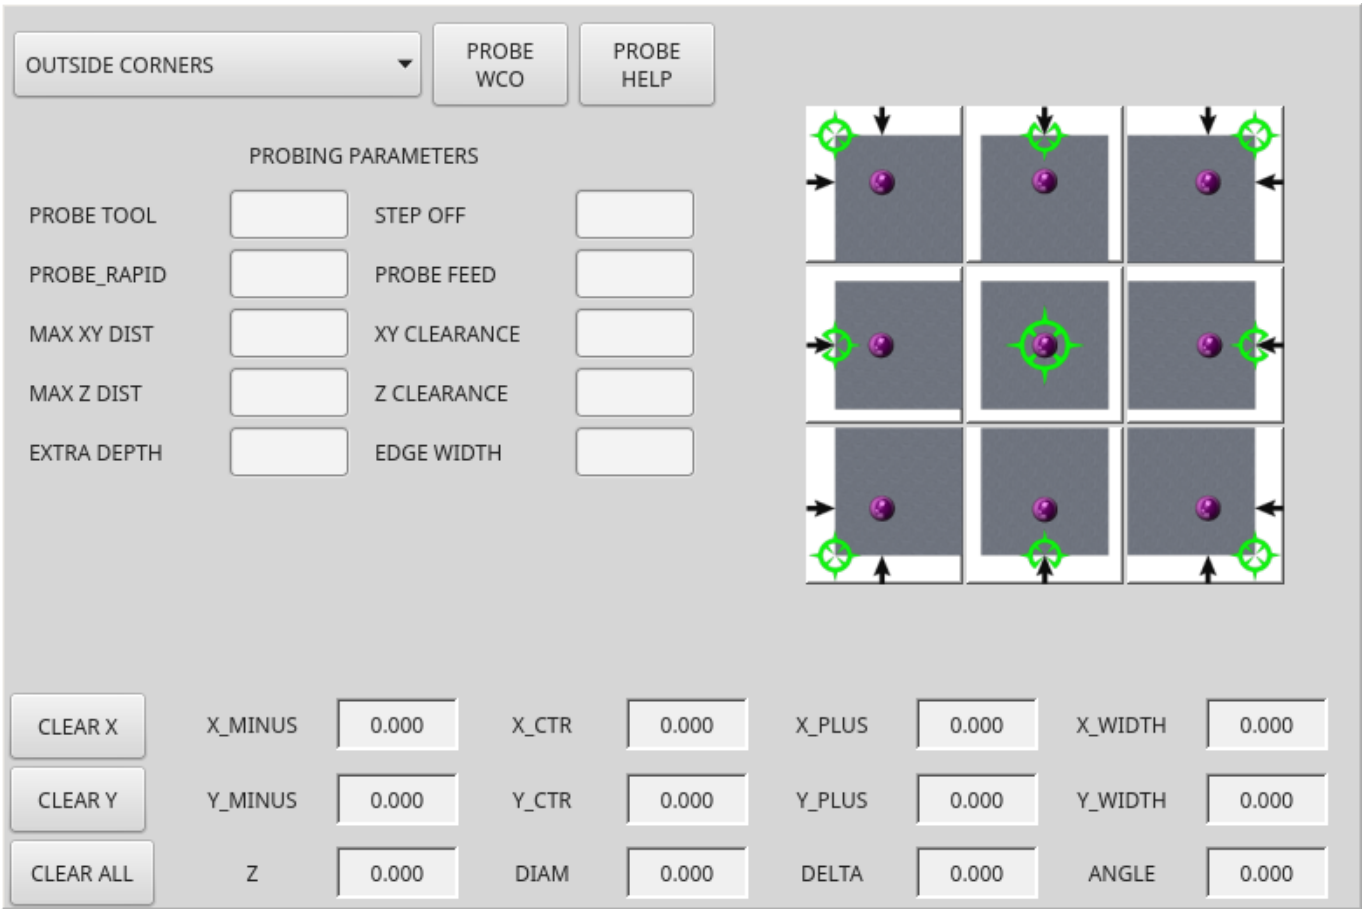 OUTSIDE CORNERS
PROBE
WCO
PROBE
HELP
PROBING PARAMETERS
PROBE TOOL
STEP OFF
PROBE_RAPID
PROBE FEED
MAX XY DIST
XY CLEARANCE
MAX Z DIST
Z CLEARANCE
EXTRA DEPTH
EDGE WIDTH
CLEAR X
X_MINUS
0.000
X_CTR
0.000
X_PLUS
0.000
X_WIDTH
0.000
CLEAR Y
Y_MINUS
0.000
Y_CTR
0.000
Y_PLUS
0.000
Y_WIDTH
0.000
CLEAR ALL
Z
0.000
DIAM
0.000
DELTA
0.000
ANGLE
0.000